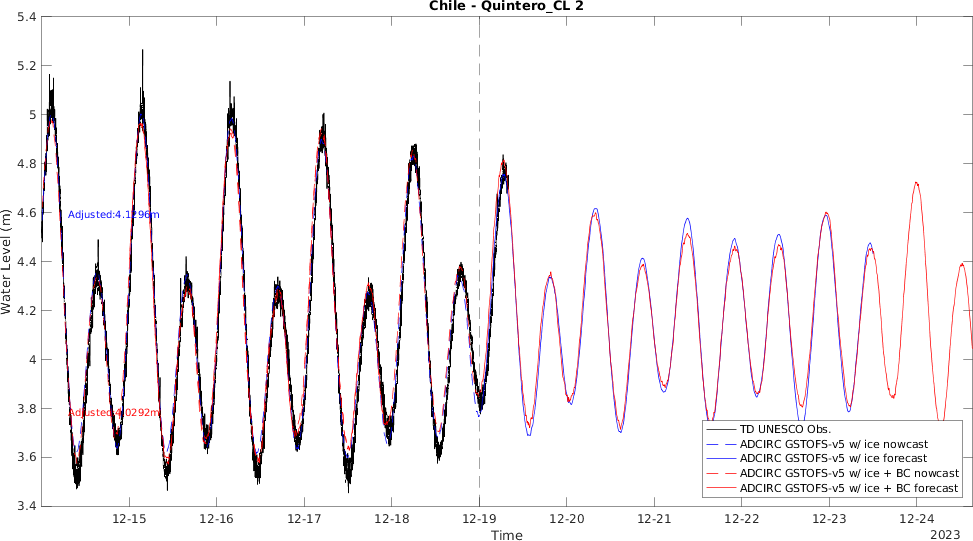 Chile - Quintero_CL 2
5.4
5.2
5
4.8
4.6
4.4
4.2
4
3.8
3.6
3.4
Water Level (m)
Adjusted:4.1296m
Adjusted:4.0292m
TD UNESCO Obs.
ADCIRC GSTOFS-v5 w/ ice nowcast
ADCIRC GSTOFS-v5 w/ ice forecast
ADCIRC GSTOFS-v5 w/ ice + BC nowcast
ADCIRC GSTOFS-v5 w/ ice + BC forecast
12-15 12-16 12-17 12-18 12-19 12-20 12-21 12-22 12-23 12-24
Time
2023